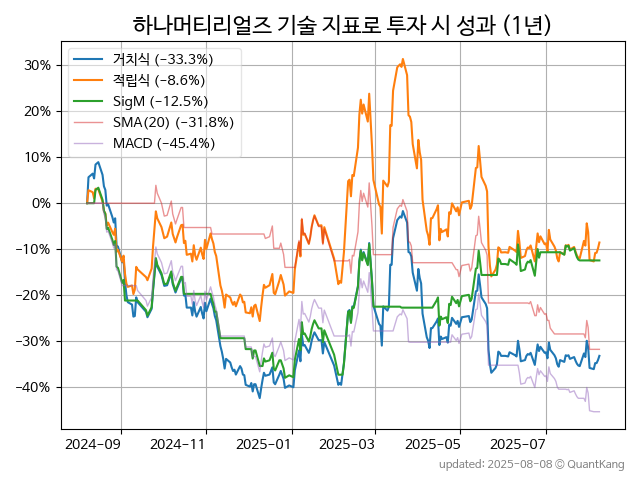 하나머티리얼즈 기술 지표로 투자 시 성과 (1년)
거치식 (-33.3%)
적립식 (-8.6%)
SigM (-12.5%)
SMA(20) (-31.8%)
MACD (-45.4%)
30%
20%
10%
0%
-10%
-20%
-30%
-40%
2024-09 2024-11 2025-01 2025-03 2025-05 2025-07
updated: 2025-08-08 © QuantKang